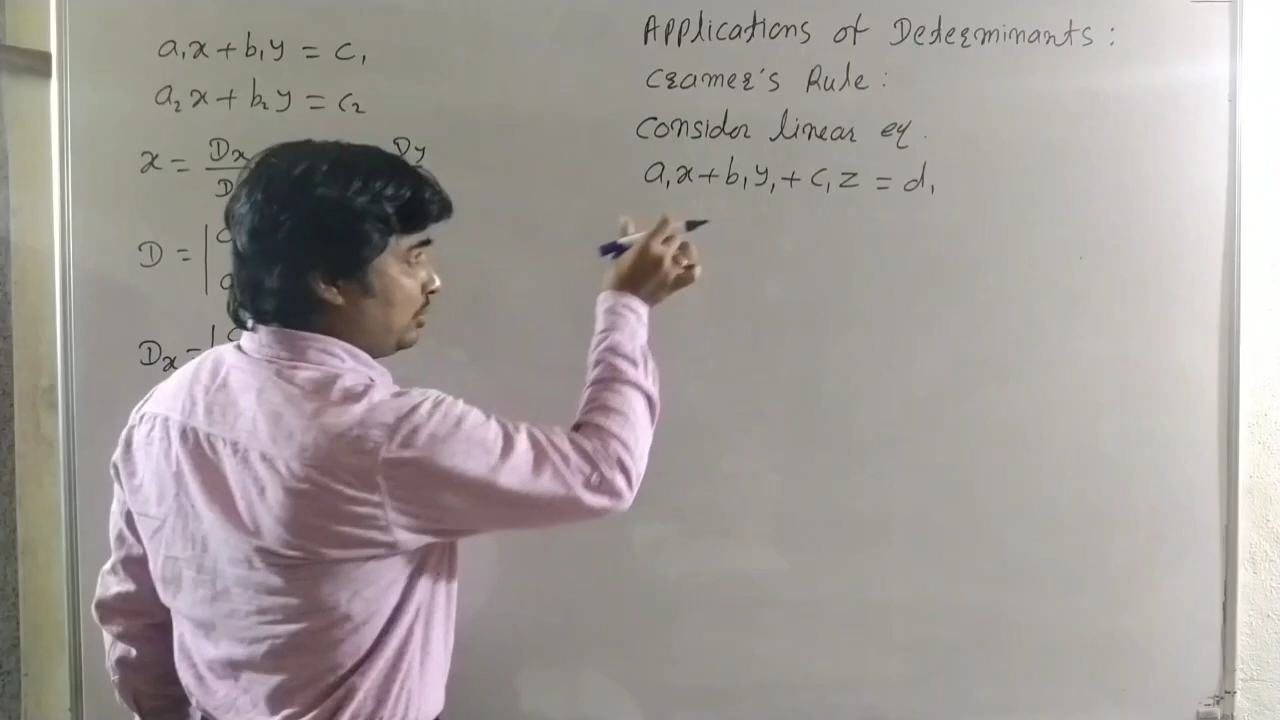 a₁x + b₁y = c₁
a₂x + b₂y = c₂
x = Dx/D Dy
D = |
Dx = |
Applications of Determinants :
Cramer's Rule :
Consider linear eq.
a₁x + b₁y₁ + c₁z = d₁